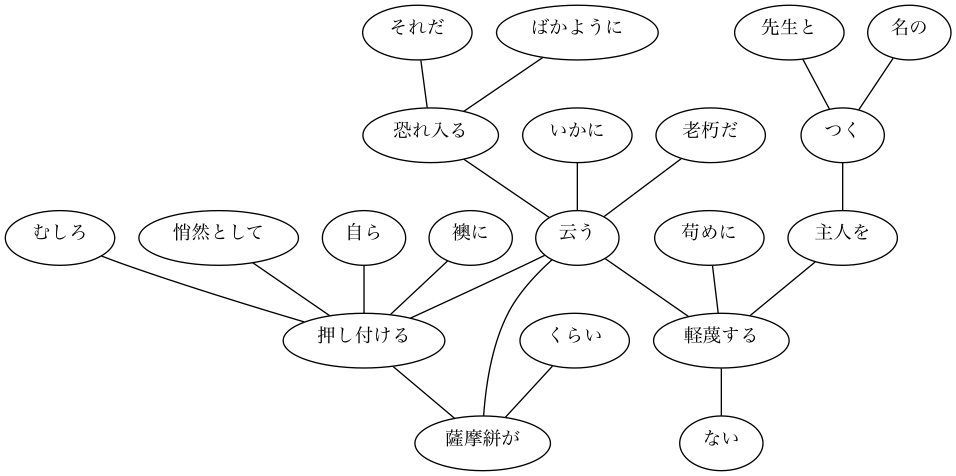 それだ
ばかように
先生と
名の
恐れ入る
いかに
老朽だ
つく
むしろ
悄然として
自ら
襖に
云う
苟めに
主人を
押し付ける
くらい
軽蔑する
薩摩絣が
ない